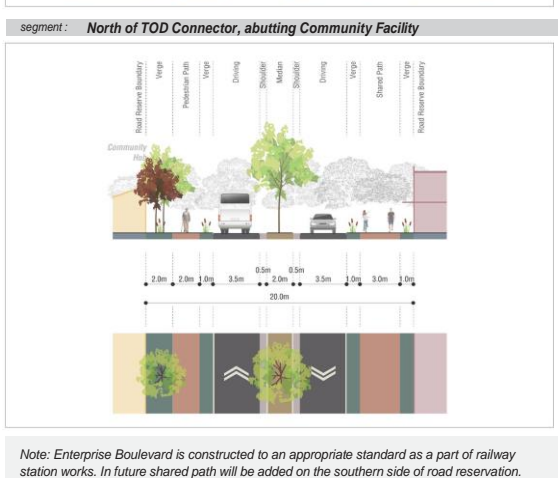 segment : North of TOD Connector, abutting Community Facility
Road Reserve Boundary
Verge
Pedestrian Path
Verge
Driving
Shoulder
Median
Shoulder
Driving
Verge
Shared Path
Verge
Road Reserve Boundary
Community
2.0m 2.0m 1.0m 3.5m 0.5m 2.0m 0.5m 3.5m 1.0m 3.0m 1.0m
20.0m
Note: Enterprise Boulevard is constructed to an appropriate standard as a part of railway
station works. In future shared path will be added on the southern side of road reservation.